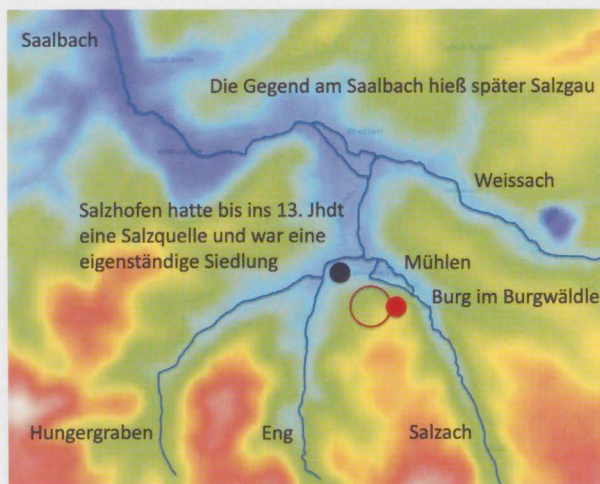 Saalbach
Die Gegend am Saalbach hieß später Salzgau
Bretten
Weissach
Salzhofen hatte bis ins 13. Jhdt
eine Salzquelle und war eine
eigenständige Siedlung
Mühlen
Burg im Burgwäldle
Hungergraben
Eng
Salzach